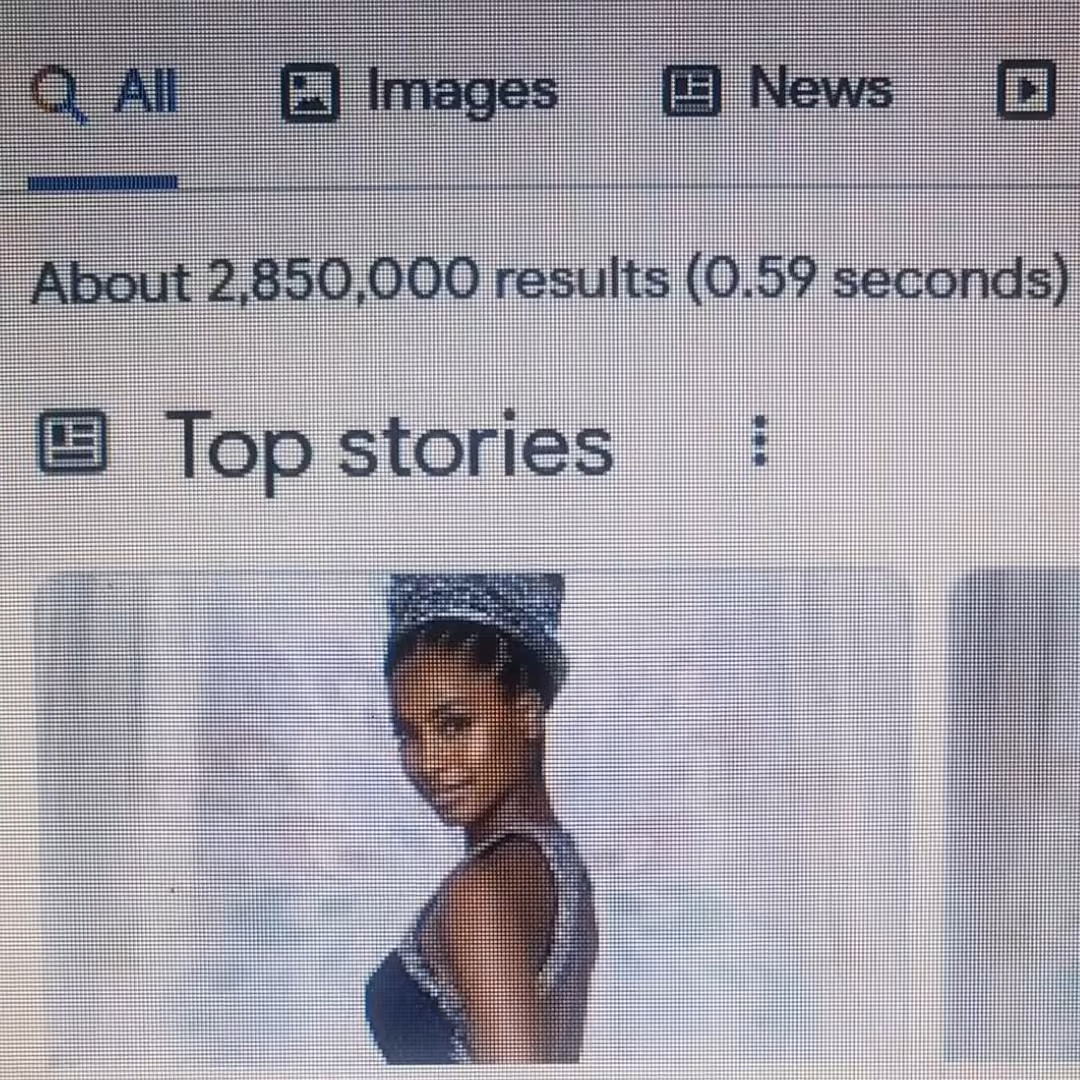 All Images News
About 2,850,000 results (0.59 seconds)
Top stories